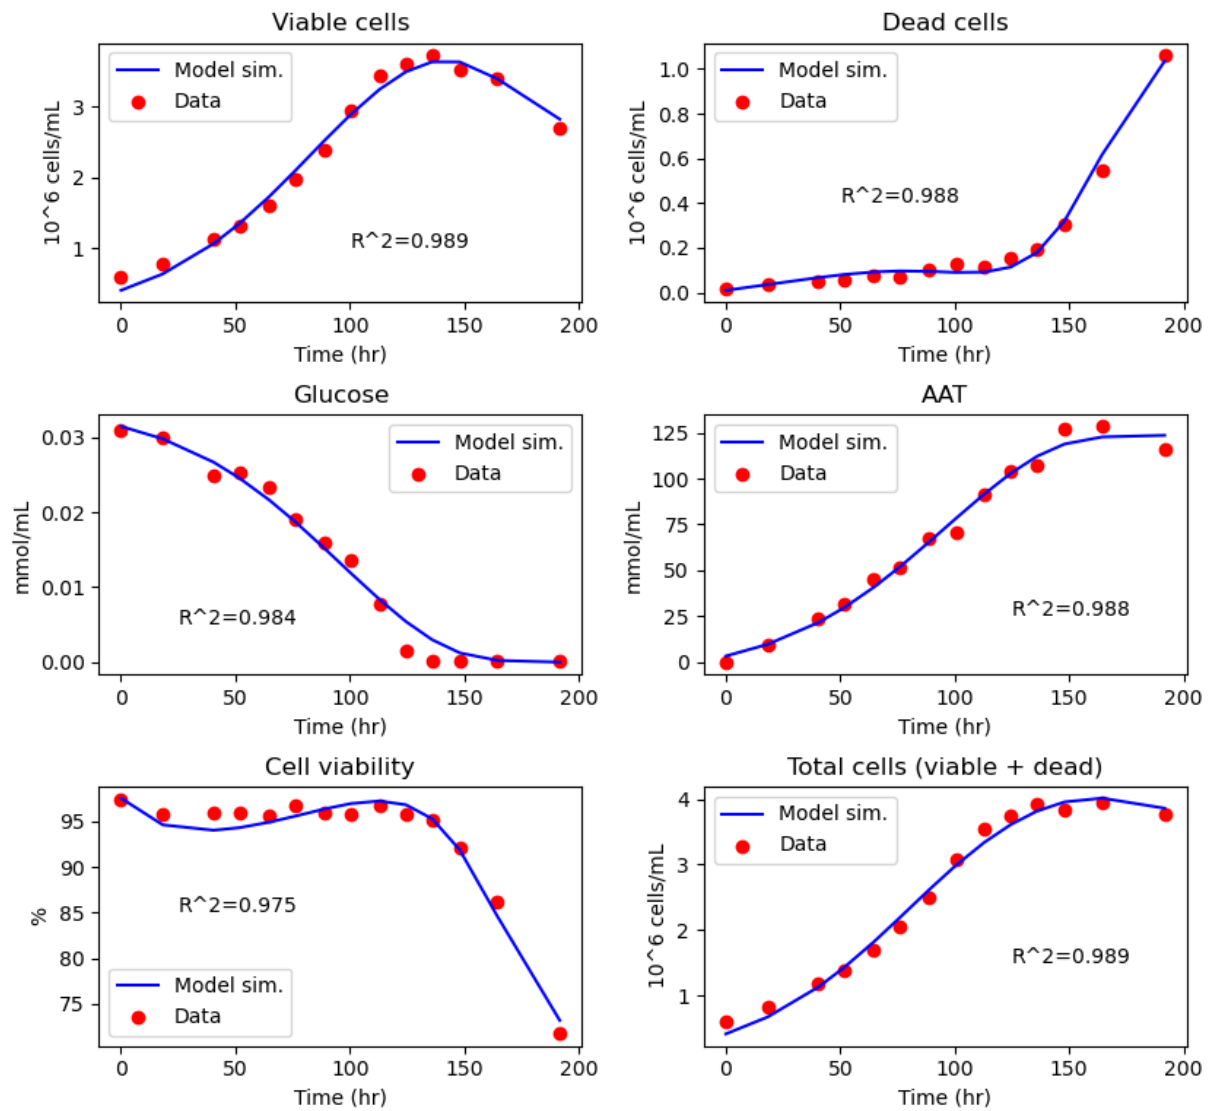 Viable cells
Model sim.
Data
10^6 cells/mL
3
2
1
R^2=0.989
0 50 100 150 200
Time (hr)
Dead cells
Model sim.
Data
10^6 cells/mL
1.0
0.8
0.6
0.4
0.2
0.0
R^2=0.988
0 50 100 150 200
Time (hr)
Glucose
Model sim.
Data
mmol/mL
0.03
0.02
0.01
0.00
R^2=0.984
0 50 100 150 200
Time (hr)
AAT
Model sim.
Data
mmol/mL
125
100
75
50
25
0
R^2=0.988
0 50 100 150 200
Time (hr)
Cell viability
%
95
90
85
80
75
R^2=0.975
Model sim.
Data
0 50 100 150 200
Time (hr)
Total cells (viable + dead)
Model sim.
Data
10^6 cells/mL
4
3
2
1
R^2=0.989
0 50 100 150 200
Time (hr)